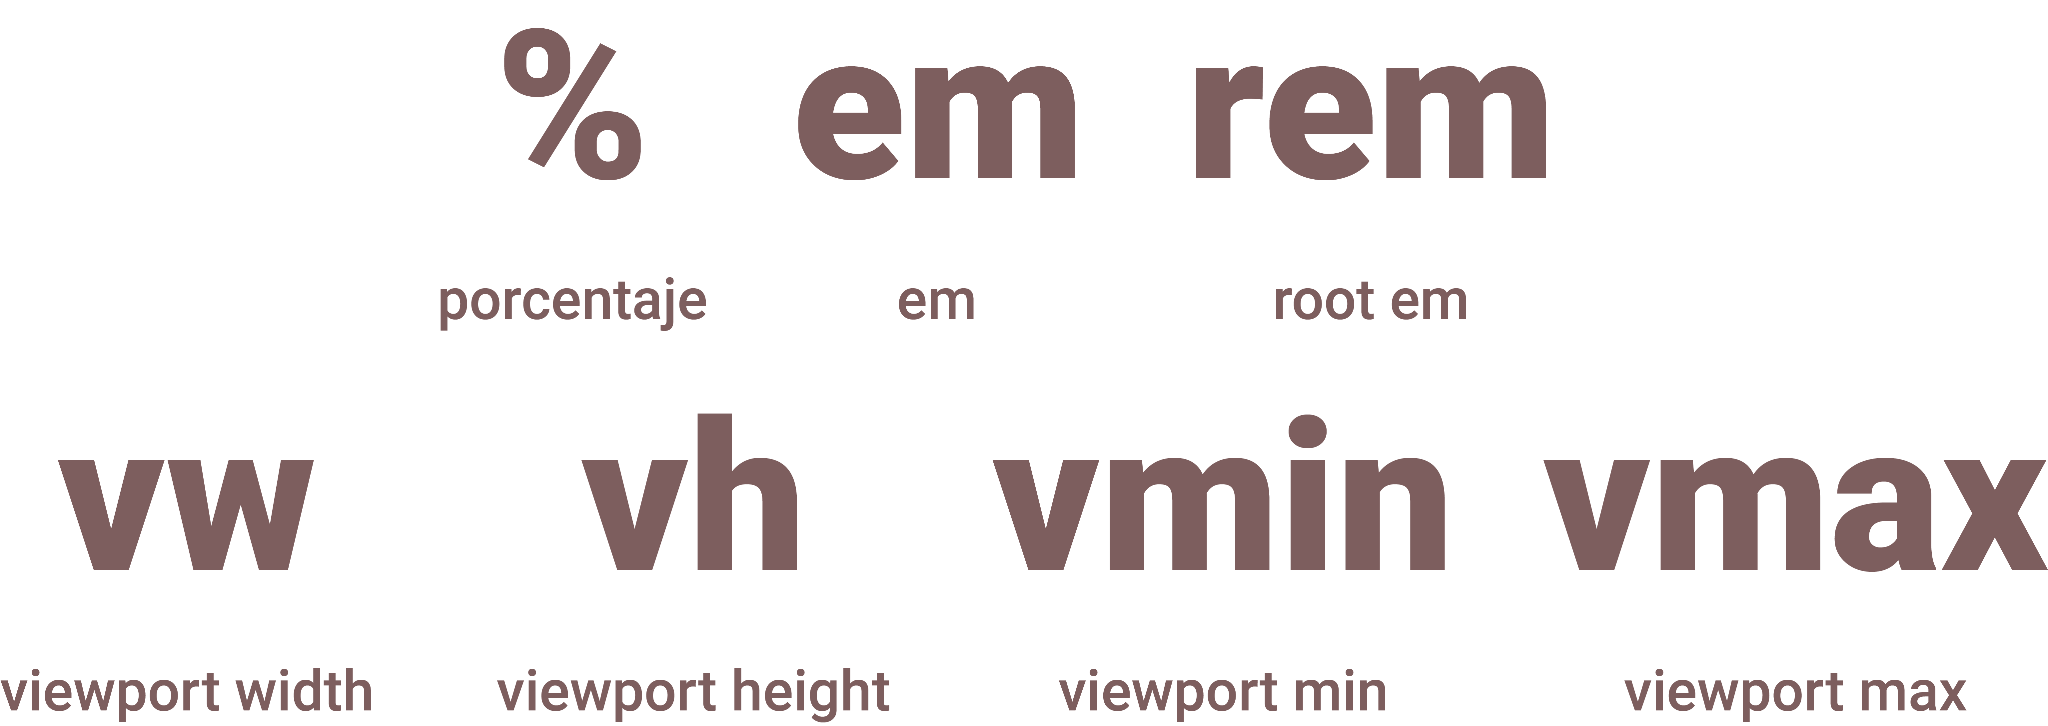 % em rem
porcentaje em root em
vw vh vmin vmax
viewport width viewport height viewport min viewport max